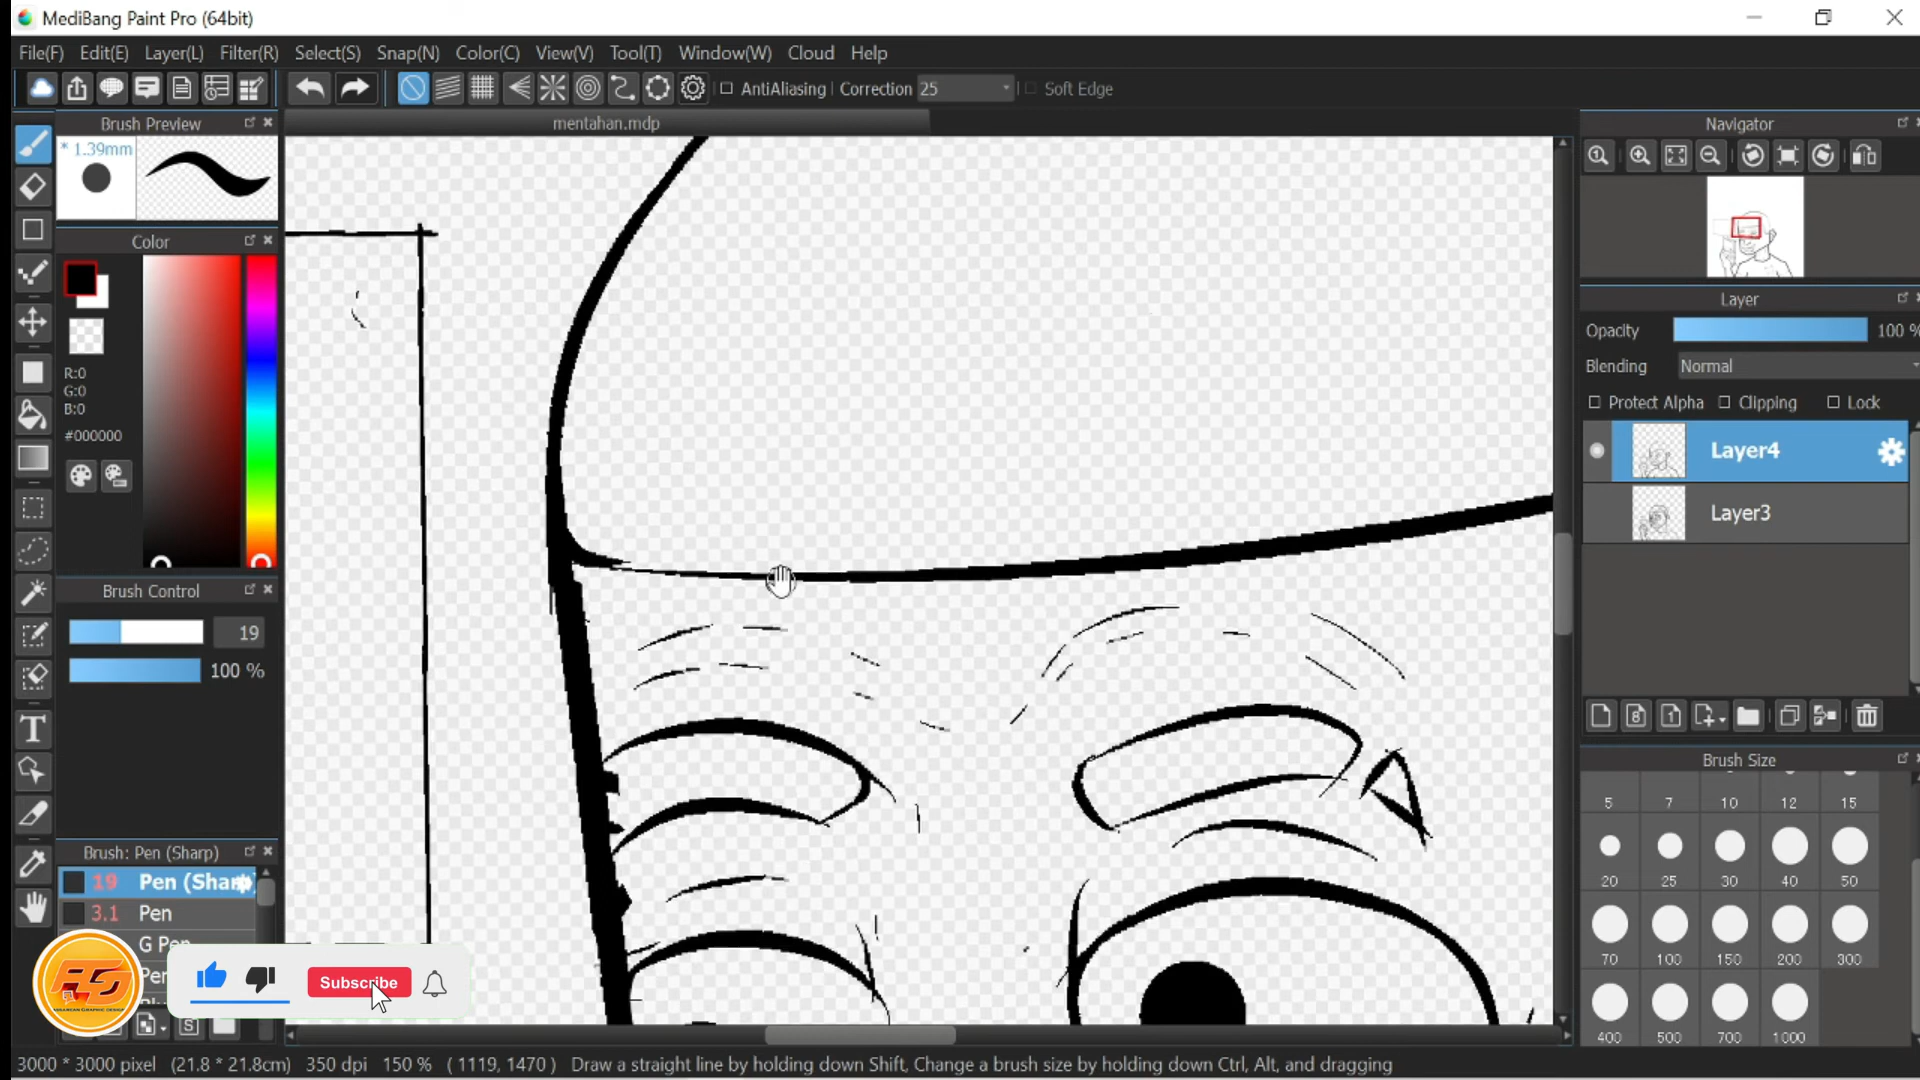 MediBang Paint Pro (64bit)
File(F) Edit(E) Layer(L) Filter(R) Select(S) Snap(N) Color(C) View(V) Tool(T) Window(W) Cloud Help
AntiAliasing Correction 25 Soft Edge
Brush Preview
mentahan.mdp
Navigator
* 1.39mm
Color
R:0
G:0
B:0
#000000
Layer
Opacity 100 %
Blending Normal
Protect Alpha Clipping Lock
Layer4
Layer3
Brush Control
19
100 %
Brush Size
5 7 10 12 15
20 25 30 40 50
70 100 150 200 300
400 500 700 1000
Brush: Pen (Sharp)
19 Pen (Sha
3.1 Pen
G Pen
Pen
Subscribe
3000 * 3000 pixel (21.8 * 21.8cm) 350 dpi 150 % ( 1119, 1470 ) Draw a straight line by holding down Shift, Change a brush size by holding down Ctrl, Alt, and dragging